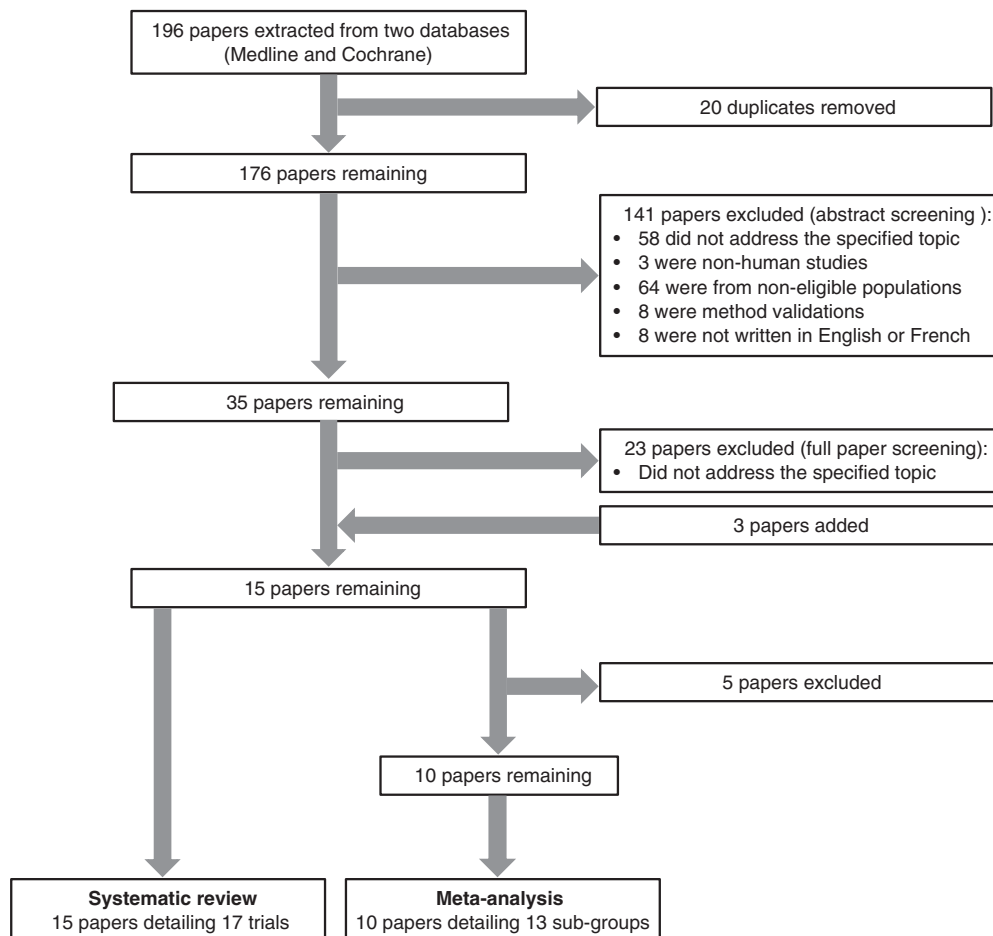 196 papers extracted from two databases
(Medline and Cochrane)
20 duplicates removed
176 papers remaining
141 papers excluded (abstract screening ):
• 58 did not address the specified topic
• 3 were non-human studies
• 64 were from non-eligible populations
• 8 were method validations
• 8 were not written in English or French
35 papers remaining
23 papers excluded (full paper screening):
• Did not address the specified topic
3 papers added
15 papers remaining
5 papers excluded
10 papers remaining
Systematic review
15 papers detailing 17 trials
Meta-analysis
10 papers detailing 13 sub-groups